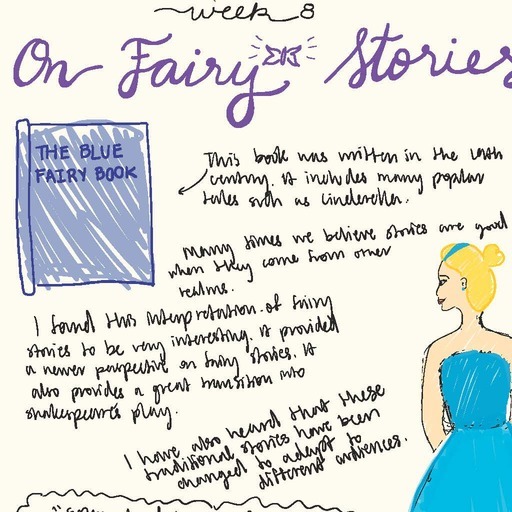 week 8
On Fairy Stories
THE BLUE
FAIRY BOOK
This book was written in the
century. It includes many popular
tales such as Cinderella.
many times we believe stories are good
when they come from other
realms.
I found this interpretation of fairy
stories to be very interesting. It provided
a newer perspective on fairy stories. It
also provides a great transition into
shakespeare's play.
I have also heard that these
traditional stories have been
changed to adapt to
different audiences.